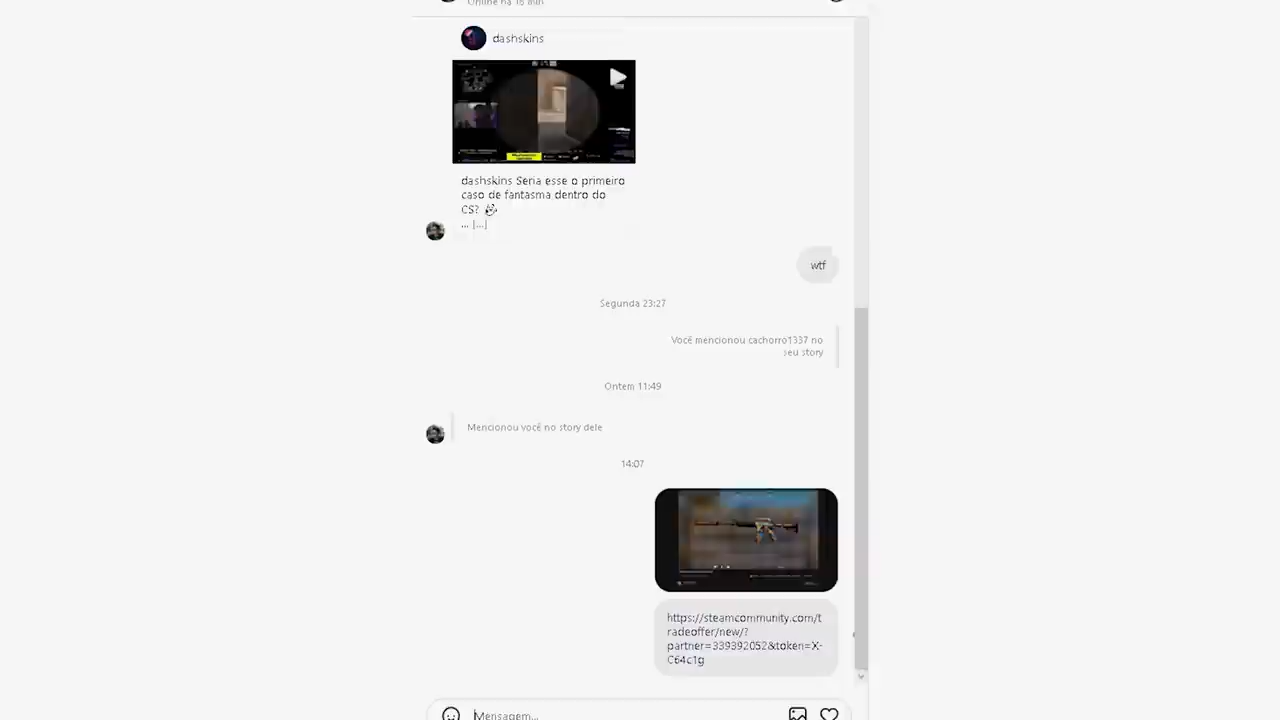 Online há 16 min
dashskins
dashskins Seria esse o primeiro
caso de fantasma dentro do
CS?
... [...]
wtf
Segunda 23:27
Você mencionou cachorro1337 no
seu story
Ontem 11:49
Mencionou você no story dele
14:07
https://steamcommunity.com/t
radeoffer/new/?
partner=339392052&token=X-
C64c1g
Mensagem...